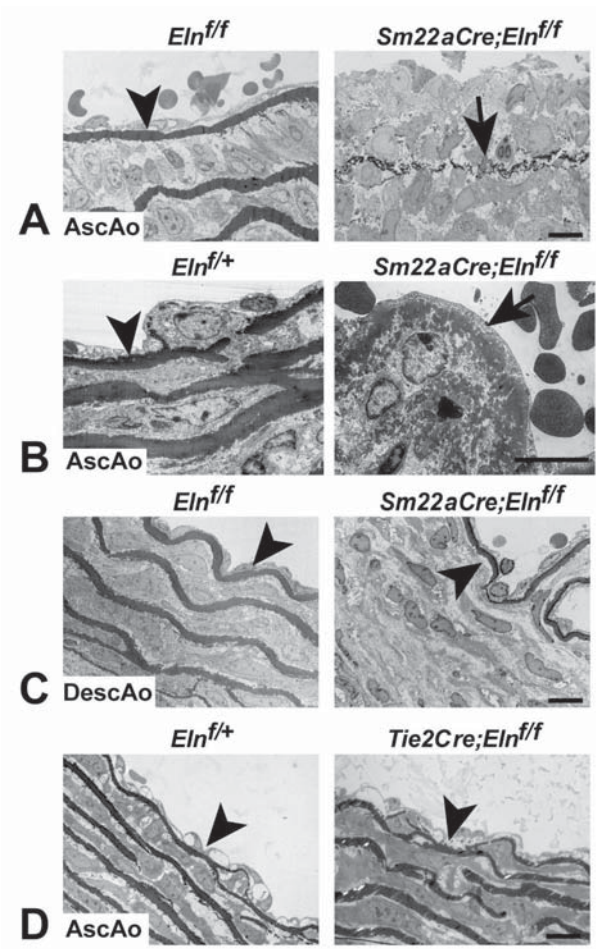 Eln f/f Sm22aCre;Eln f/f
A AscAo
Eln f/+ Sm22aCre;Eln f/f
B AscAo
Eln f/f Sm22aCre;Eln f/f
C DescAo
Eln f/+ Tie2Cre;Eln f/f
D AscAo